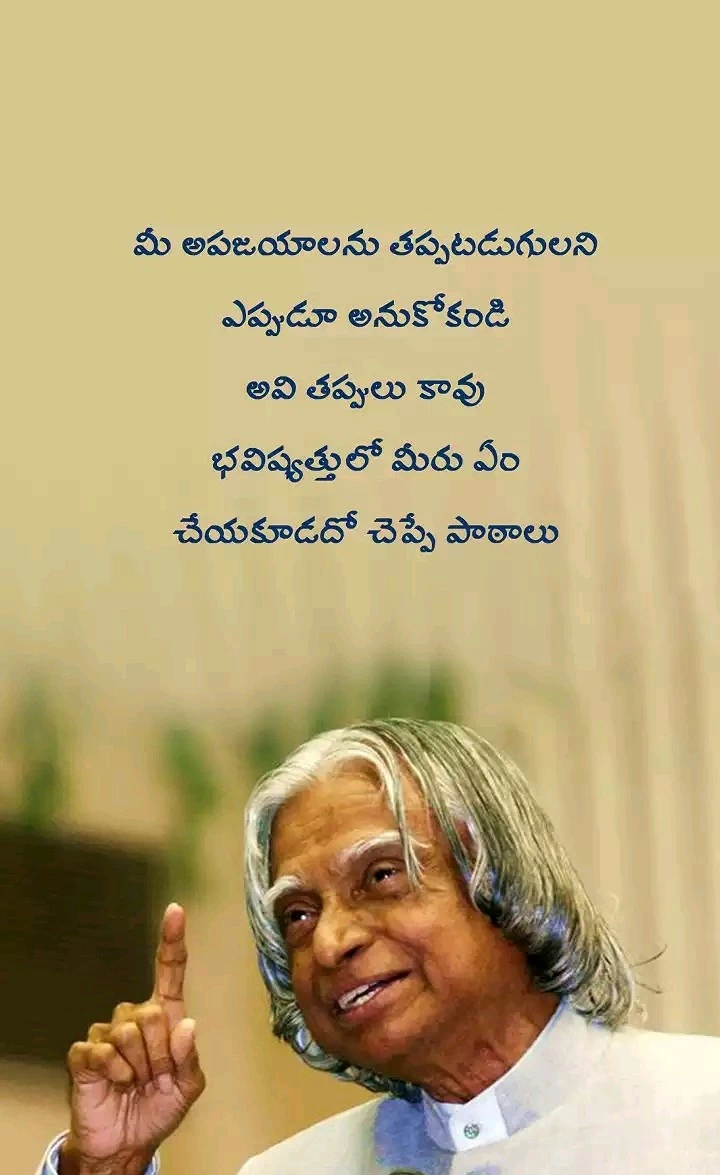 మీ అపజయాలను తప్పటడుగులని
ఎప్పుడూ అనుకోకండి
అవి తప్పులు కావు
భవిష్యత్తులో మీరు ఏం
చేయకూడదో చెప్పే పాఠాలు